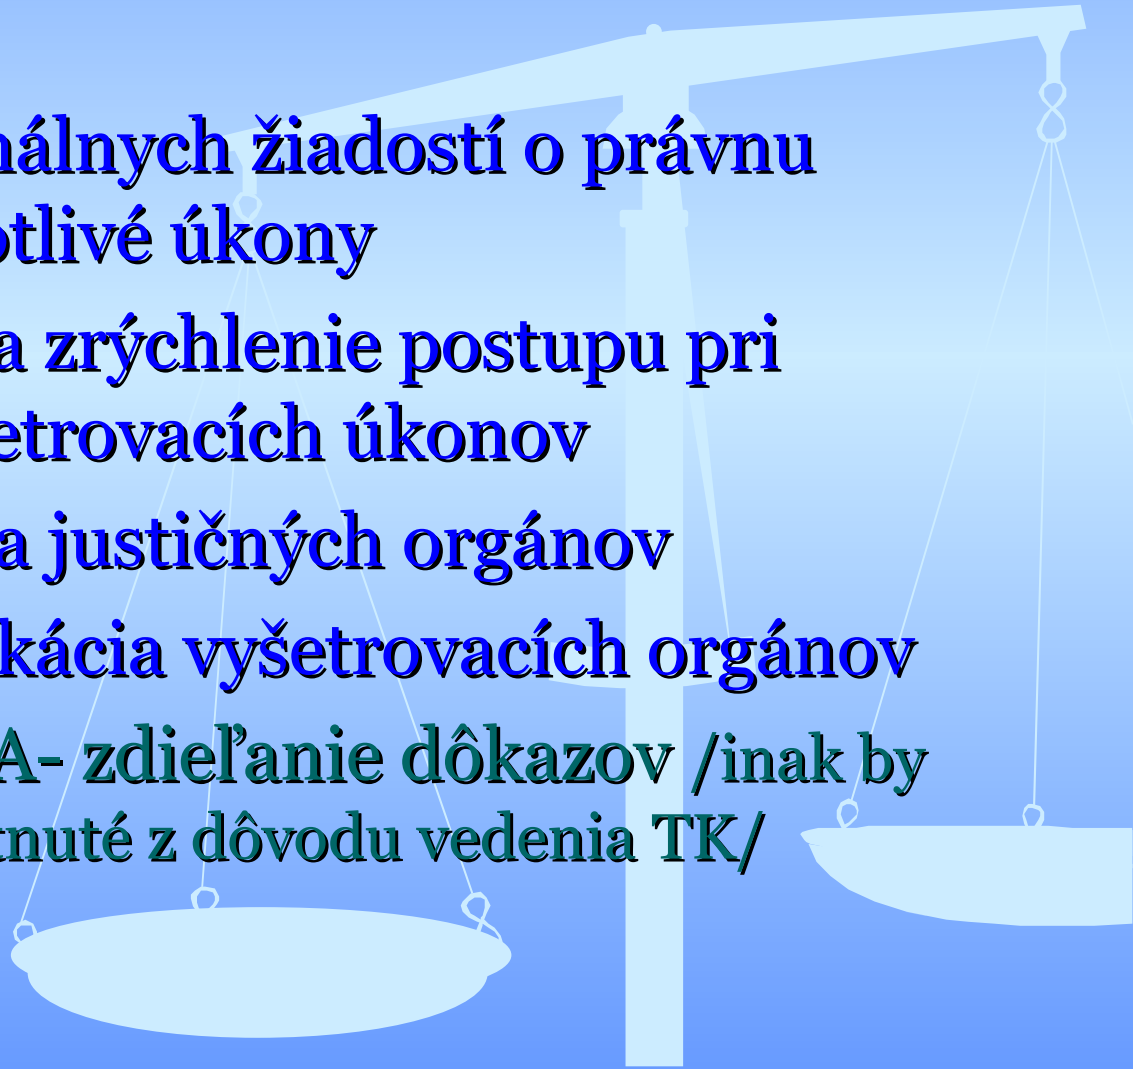 nálnych žiadostí o právnu
otlivé úkony
a zrýchlenie postupu pri
etrovacích úkonov
a justičných orgánov
kácia vyšetrovacích orgánov
A- zdieľanie dôkazov /inak by
tnuté z dôvodu vedenia TK/